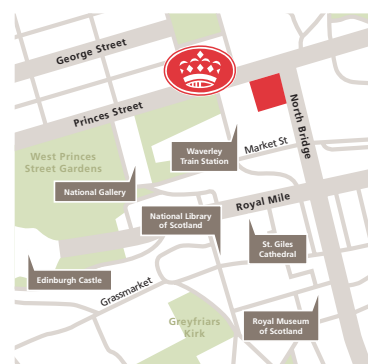 George Street
Princes Street
North Bridge
Waverley
Train Station
Market St
West Princes
Street Gardens
National Gallery
Royal Mile
National Library
of Scotland
St. Giles
Cathedral
Edinburgh Castle
Grassmarket
Greyfriars
Kirk
Royal Museum
of Scotland